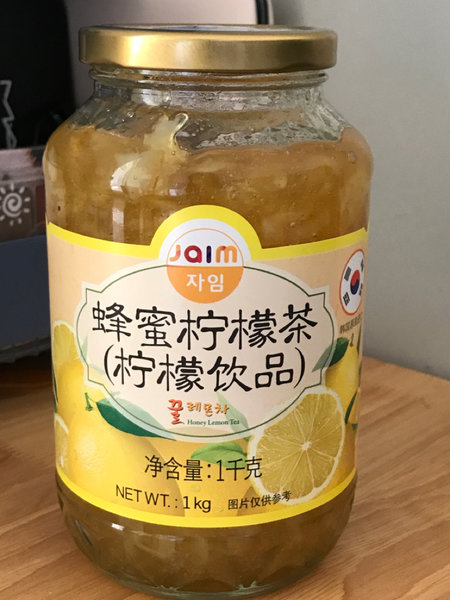 Jaim
자임
蜂蜜柠檬茶
(柠檬饮品)
꿀레몬차
Honey Lemon Tea
净含量:1千克
NET WT.: 1kg
图片仅供参考